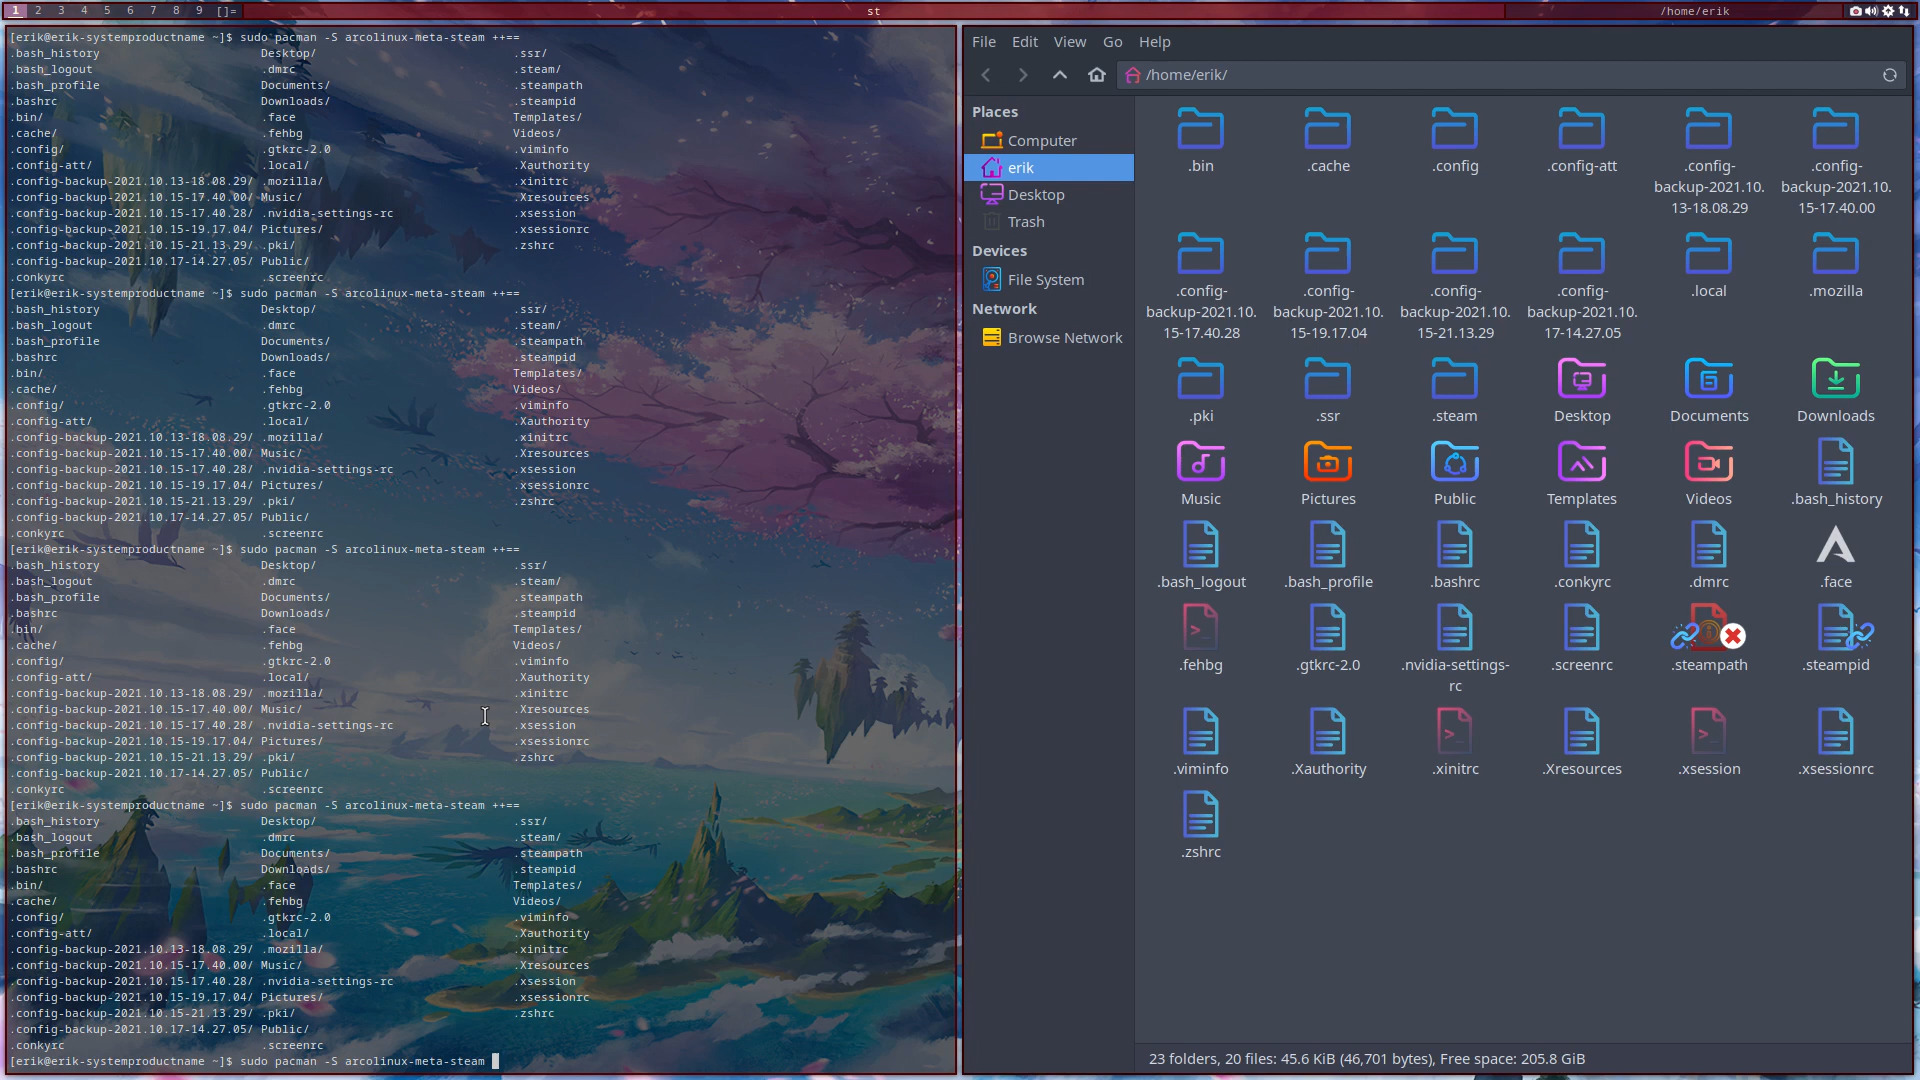 1 2 3 4 5 6 7 8 9 []= st /home/erik
[erik@erik-systemproductname ~]$ sudo pacman -S arcolinux-meta-steam ++==
.bash_history Desktop/ .ssr/
.bash_logout .dmrc .steam/
.bash_profile Documents/ .steampath
.bashrc Downloads/ .steampid
.bin/ .face Templates/
.cache/ .fehbg Videos/
.config/ .gtkrc-2.0 .viminfo
.config-att/ .local/ .Xauthority
.config-backup-2021.10.13-18.08.29/ .mozilla/ .xinitrc
.config-backup-2021.10.15-17.40.00/ Music/ .Xresources
.config-backup-2021.10.15-17.40.28/ .nvidia-settings-rc .xsession
.config-backup-2021.10.15-19.17.04/ Pictures/ .xsessionrc
.config-backup-2021.10.15-21.13.29/ .pki/ .zshrc
.config-backup-2021.10.17-14.27.05/ Public/
.conkyrc .screenrc
[erik@erik-systemproductname ~]$ sudo pacman -S arcolinux-meta-steam ++==
.bash_history Desktop/ .ssr/
.bash_logout .dmrc .steam/
.bash_profile Documents/ .steampath
.bashrc Downloads/ .steampid
.bin/ .face Templates/
.cache/ .fehbg Videos/
.config/ .gtkrc-2.0 .viminfo
.config-att/ .local/ .Xauthority
.config-backup-2021.10.13-18.08.29/ .mozilla/ .xinitrc
.config-backup-2021.10.15-17.40.00/ Music/ .Xresources
.config-backup-2021.10.15-17.40.28/ .nvidia-settings-rc .xsession
.config-backup-2021.10.15-19.17.04/ Pictures/ .xsessionrc
.config-backup-2021.10.15-21.13.29/ .pki/ .zshrc
.config-backup-2021.10.17-14.27.05/ Public/
.conkyrc .screenrc
[erik@erik-systemproductname ~]$ sudo pacman -S arcolinux-meta-steam ++==
.bash_history Desktop/ .ssr/
.bash_logout .dmrc .steam/
.bash_profile Documents/ .steampath
.bashrc Downloads/ .steampid
.bin/ .face Templates/
.cache/ .fehbg Videos/
.config/ .gtkrc-2.0 .viminfo
.config-att/ .local/ .Xauthority
.config-backup-2021.10.13-18.08.29/ .mozilla/ .xinitrc
.config-backup-2021.10.15-17.40.00/ Music/ .Xresources
.config-backup-2021.10.15-17.40.28/ .nvidia-settings-rc .xsession
.config-backup-2021.10.15-19.17.04/ Pictures/ .xsessionrc
.config-backup-2021.10.15-21.13.29/ .pki/ .zshrc
.config-backup-2021.10.17-14.27.05/ Public/
.conkyrc .screenrc
[erik@erik-systemproductname ~]$ sudo pacman -S arcolinux-meta-steam ++==
.bash_history Desktop/ .ssr/
.bash_logout .dmrc .steam/
.bash_profile Documents/ .steampath
.bashrc Downloads/ .steampid
.bin/ .face Templates/
.cache/ .fehbg Videos/
.config/ .gtkrc-2.0 .viminfo
.config-att/ .local/ .Xauthority
.config-backup-2021.10.13-18.08.29/ .mozilla/ .xinitrc
.config-backup-2021.10.15-17.40.00/ Music/ .Xresources
.config-backup-2021.10.15-17.40.28/ .nvidia-settings-rc .xsession
.config-backup-2021.10.15-19.17.04/ Pictures/ .xsessionrc
.config-backup-2021.10.15-21.13.29/ .pki/ .zshrc
.config-backup-2021.10.17-14.27.05/ Public/
.conkyrc .screenrc
[erik@erik-systemproductname ~]$ sudo pacman -S arcolinux-meta-steam
File Edit View Go Help
/home/erik/
Places
Computer
erik
Desktop
Trash
Devices
File System
Network
Browse Network
.bin .cache .config .config-att .config- .config-
backup-2021.10. backup-2021.10.
13-18.08.29 15-17.40.00
.config- .config- .config- .config- .local .mozilla
backup-2021.10. backup-2021.10. backup-2021.10. backup-2021.10.
15-17.40.28 15-19.17.04 15-21.13.29 17-14.27.05
.pki .ssr .steam Desktop Documents Downloads
Music Pictures Public Templates Videos .bash_history
.bash_logout .bash_profile .bashrc .conkyrc .dmrc .face
.fehbg .gtkrc-2.0 .nvidia-settings- .screenrc .steampath .steampid
rc
.viminfo .Xauthority .xinitrc .Xresources .xsession .xsessionrc
.zshrc
23 folders, 20 files: 45.6 KiB (46,701 bytes), Free space: 205.8 GiB